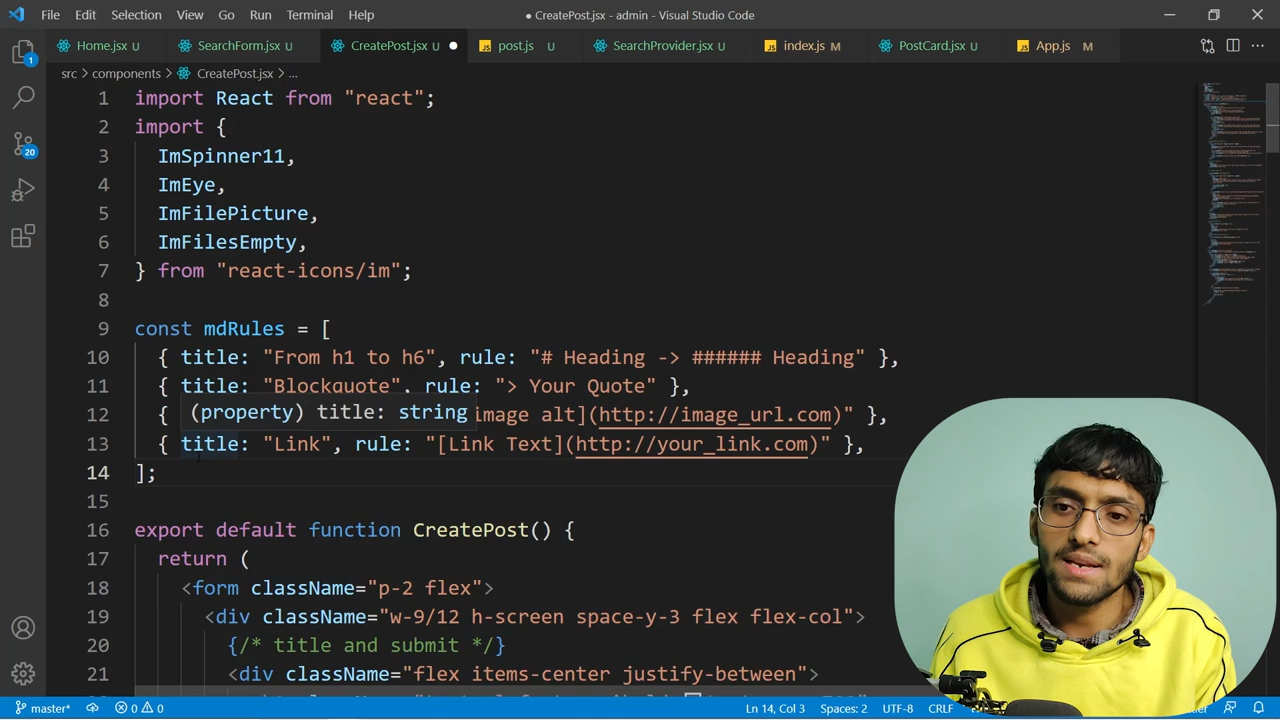 File Edit Selection View Go Run Terminal Help ● CreatePost.jsx - admin - Visual Studio Code
Home.jsx U SearchForm.jsx U CreatePost.jsx U ● post.js U SearchProvider.jsx U index.js M PostCard.jsx U App.js M
src > components > CreatePost.jsx > ...
1 import React from "react";
2 import {
3 ImSpinner11,
4 ImEye,
5 ImFilePicture,
6 ImFilesEmpty,
7 } from "react-icons/im";
8
9 const mdRules = [
10 { title: "From h1 to h6", rule: "# Heading -> ###### Heading" },
11 { title: "Blockquote", rule: "> Your Quote" },
12 { image alt](http://image_url.com)" },
(property) title: string
13 { title: "Link", rule: "[Link Text](http://your_link.com)" },
14 ];
15
16 export default function CreatePost() {
17 return (
18 <form className="p-2 flex">
19 <div className="w-9/12 h-screen space-y-3 flex flex-col">
20 {/* title and submit */}
21 <div className="flex items-center justify-between">
1
20
master* 0 0 Ln 14, Col 3 Spaces: 2 UTF-8 CRLF